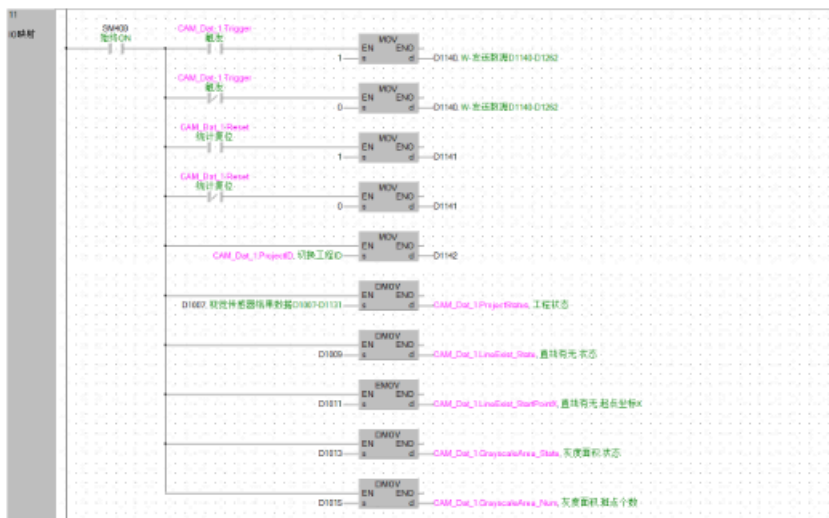 11
IO映射
SM400
始终ON
CAM_Dat_1.Trigger
触发
MOV
EN ENO
1 s d D1140, W-发送数据D1140-D1262
CAM_Dat_1.Trigger
触发
MOV
EN ENO
0 s d D1140, W-发送数据D1140-D1262
CAM_Dat_1.Reset
统计复位
MOV
EN ENO
1 s d D1141
CAM_Dat_1.Reset
统计复位
MOV
EN ENO
0 s d D1141
MOV
EN ENO
CAM_Dat_1.ProjectID, 切换工程ID s d D1142
DMOV
EN ENO
D1007, 视觉传感器结果数据D1007-D1131 s d CAM_Dat_1.ProjectStatus, 工程状态
DMOV
EN ENO
D1009 s d CAM_Dat_1.LineExist_State, 直线有无.状态
EMOV
EN ENO
D1011 s d CAM_Dat_1.LineExist_StartPointX, 直线有无.起点坐标X
DMOV
EN ENO
D1013 s d CAM_Dat_1.GrayscaleArea_State, 灰度面积.状态
DMOV
EN ENO
D1015 s d CAM_Dat_1.GrayscaleArea_Num, 灰度面积.斑点个数